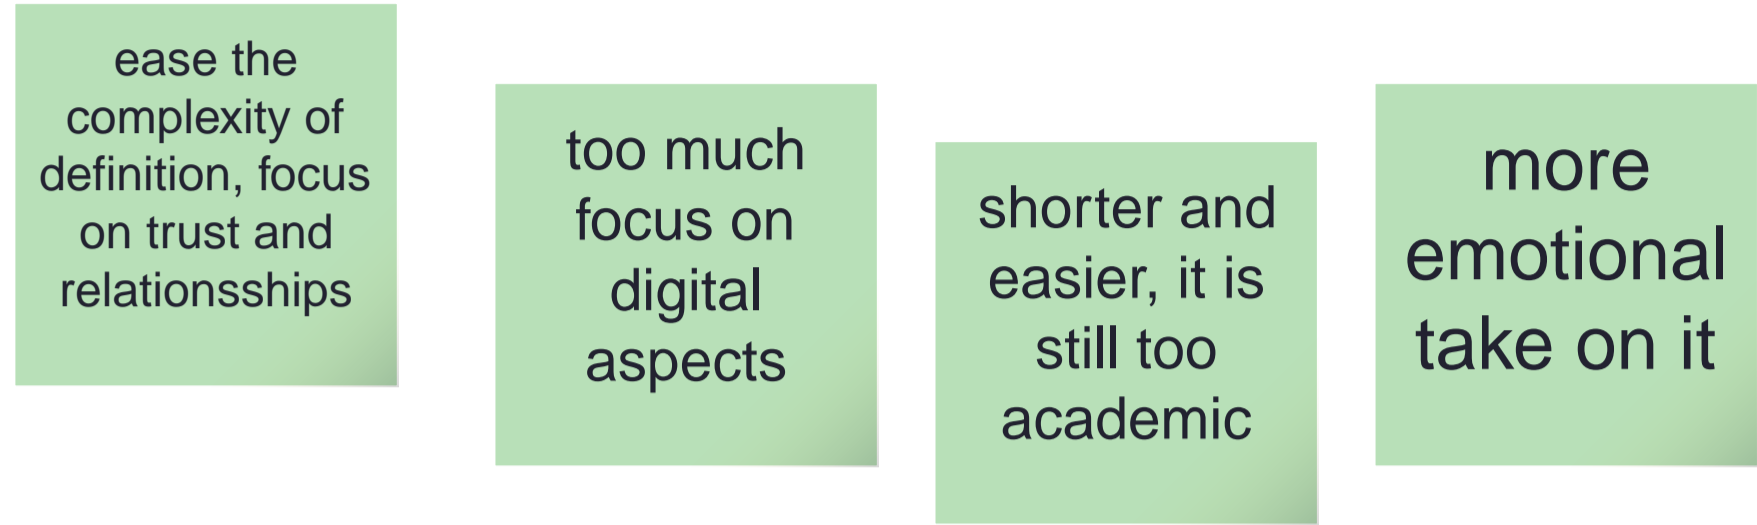 ease the
complexity of
definition, focus
on trust and
relationsships
too much
focus on
digital
aspects
shorter and
easier, it is
still too
academic
more
emotional
take on it